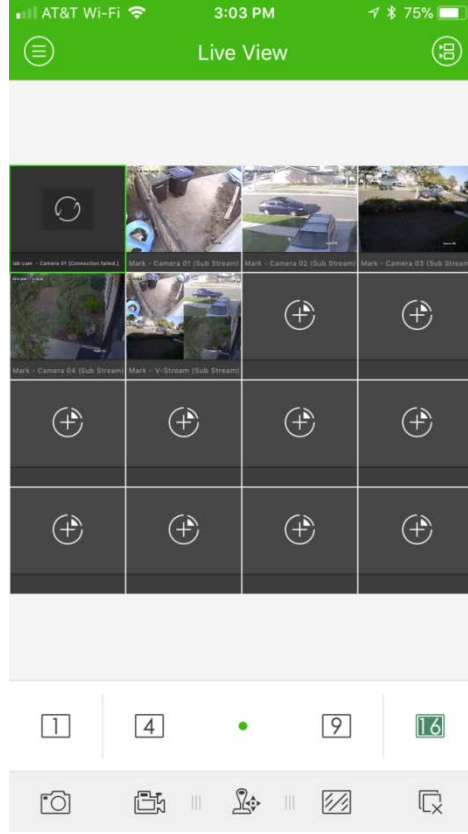 AT&T Wi-Fi 3:03 PM 75%
Live View
lab cam - Camera 01 (Connection failed.)
Mark - Camera 01 (Sub Stream)
Mark - Camera 02 (Sub Stream)
Mark - Camera 03 (Sub Stream)
Mark - Camera 04 (Sub Stream)
Mark - V-Stream (Sub Stream)
1 4 9 16